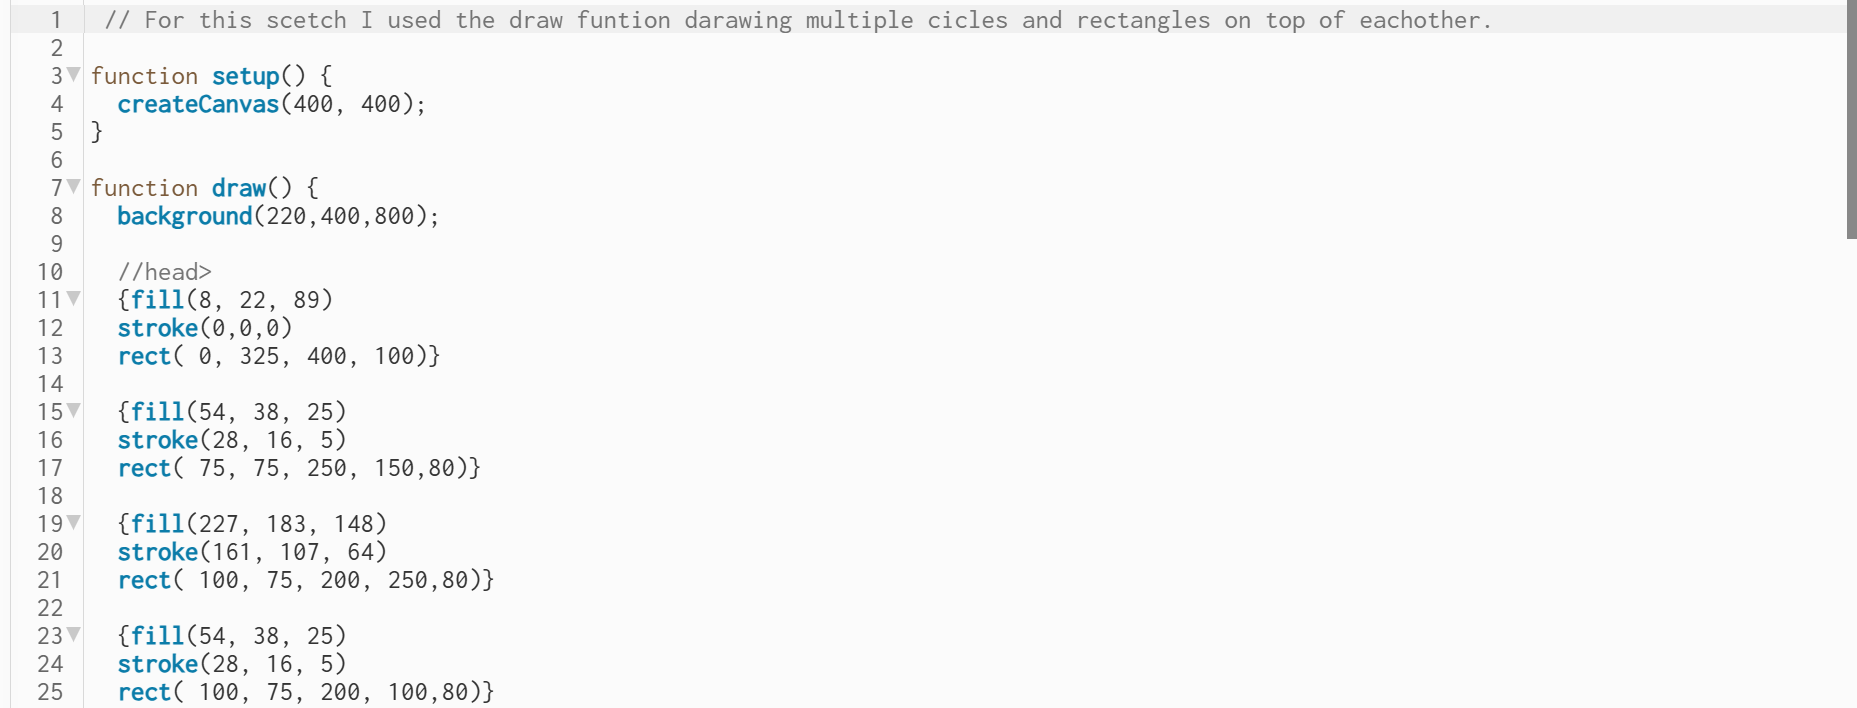 1 // For this scetch I used the draw funtion darawing multiple cicles and rectangles on top of eachother.
2
3 function setup() {
4   createCanvas(400, 400);
5 }
6
7 function draw() {
8   background(220,400,800);
9
10   //head>
11   {fill(8, 22, 89)
12   stroke(0,0,0)
13   rect( 0, 325, 400, 100)}
14
15   {fill(54, 38, 25)
16   stroke(28, 16, 5)
17   rect( 75, 75, 250, 150,80)}
18
19   {fill(227, 183, 148)
20   stroke(161, 107, 64)
21   rect( 100, 75, 200, 250,80)}
22
23   {fill(54, 38, 25)
24   stroke(28, 16, 5)
25   rect( 100, 75, 200, 100,80)}